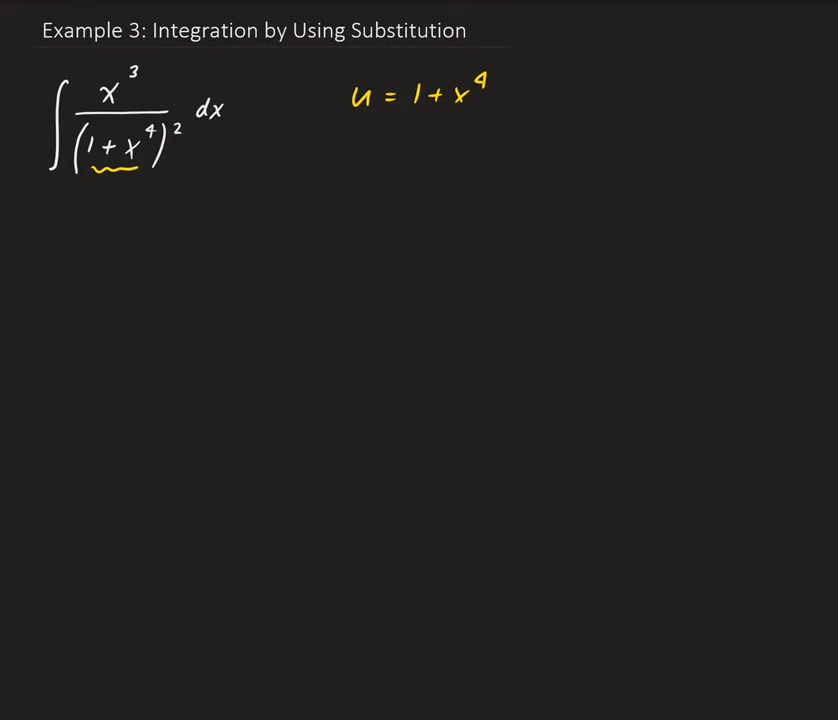 Example 3: Integration by Using Substitution
∫ x³/(1 + x⁴)² dx u = 1 + x⁴